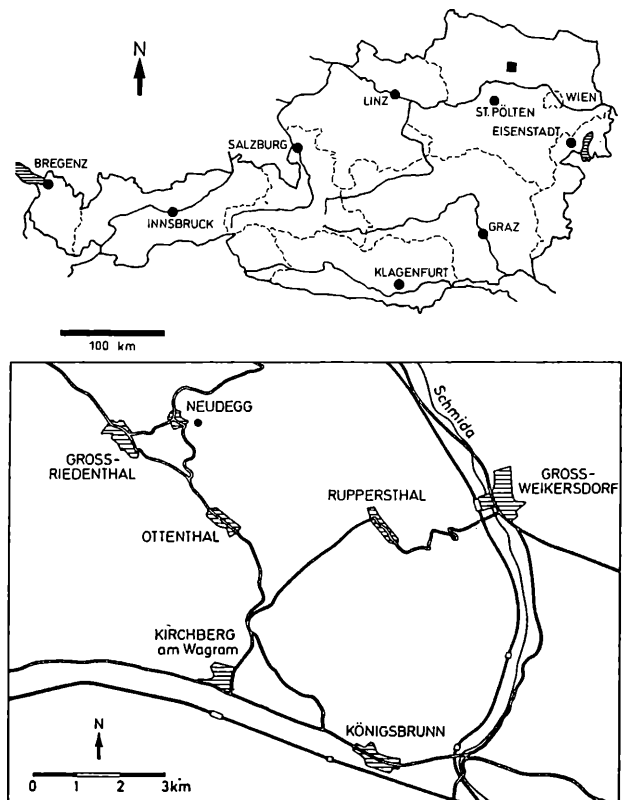 N
LINZ
ST. PÖLTEN
WIEN
EISENSTADT
SALZBURG
BREGENZ
INNSBRUCK
GRAZ
KLAGENFURT
100 km
NEUDEGG
GROSS-
RIEDENTHAL
Schmida
GROSS-
WEIKERSDORF
RUPPERSTHAL
OTTENTHAL
KIRCHBERG
am Wagram
KÖNIGSBRUNN
N
0 1 2 3km